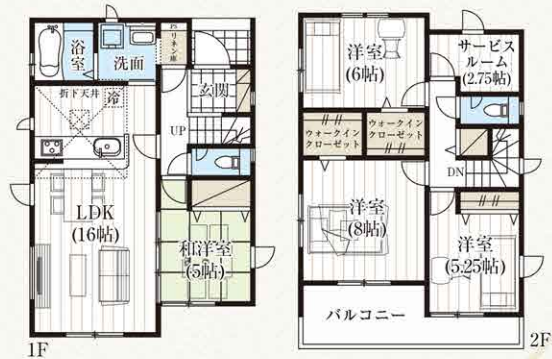 浴室
洗面
PS
リネン庫
玄関
折下天井
冷
UP
LDK
(16帖)
和洋室
(5帖)
1F
洋室
(6帖)
サービス
ルーム
(2.75帖)
ウォークイン
クローゼット
ウォークイン
クローゼット
DN
洋室
(8帖)
洋室
(5.25帖)
バルコニー
2F